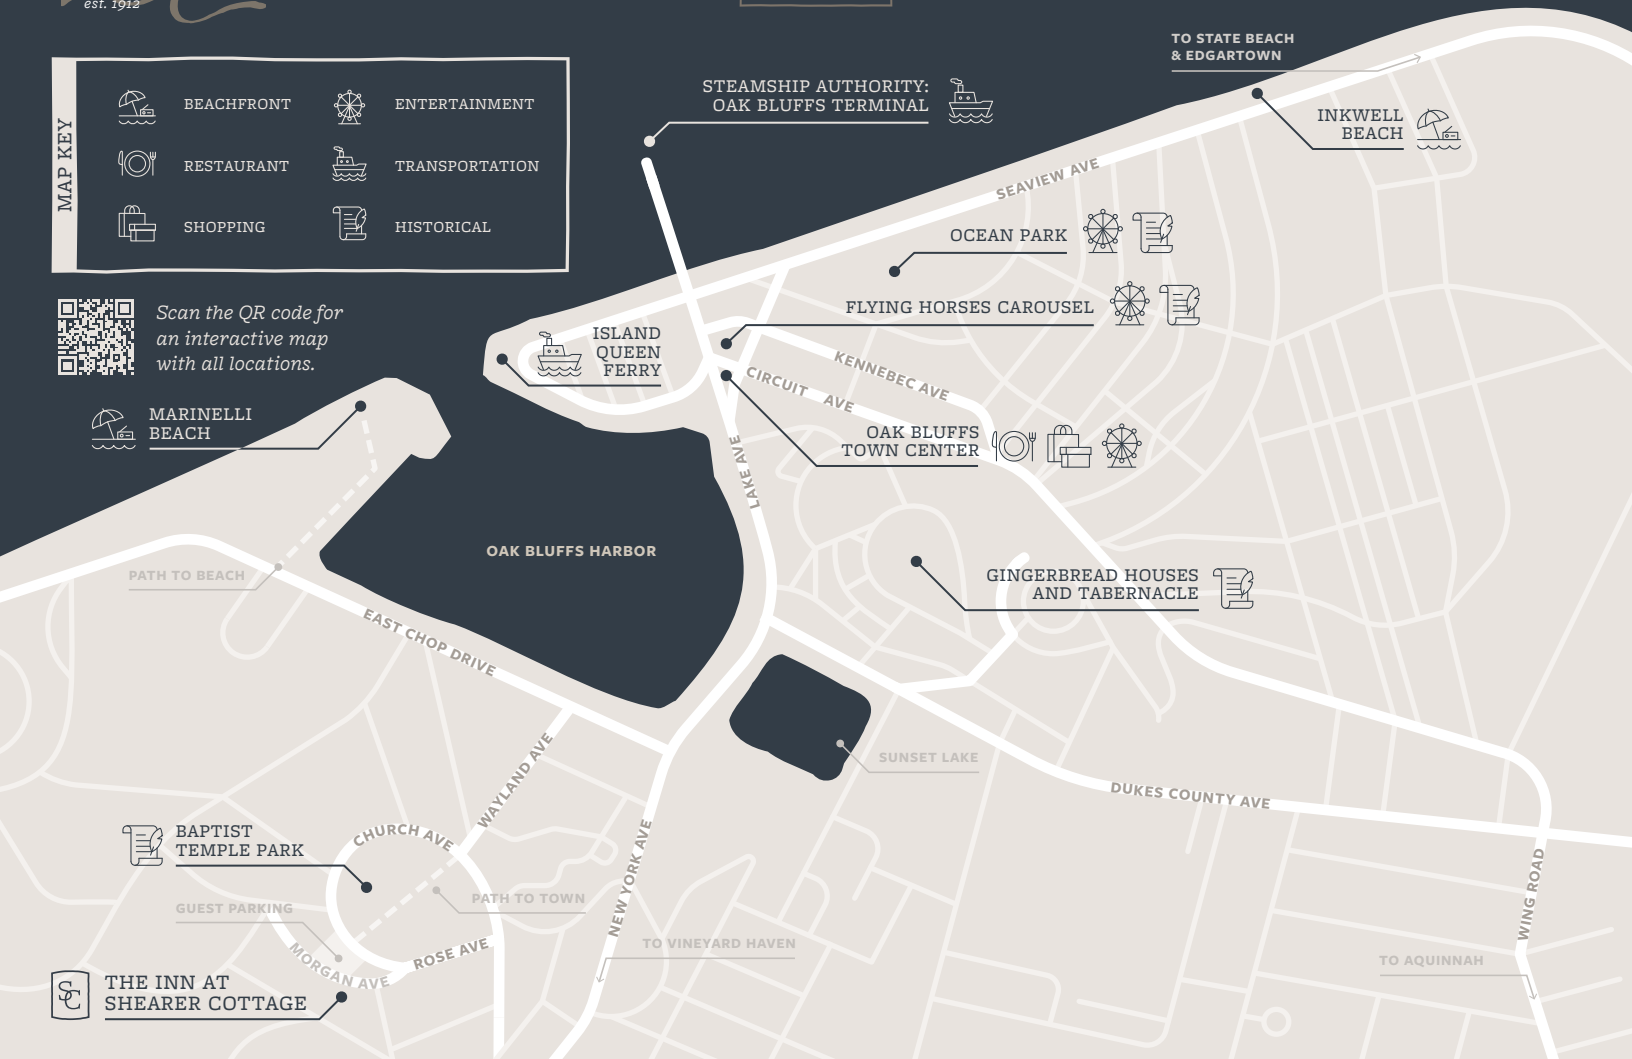 est. 1912
MAP KEY
BEACHFRONT
ENTERTAINMENT
RESTAURANT
TRANSPORTATION
SHOPPING
HISTORICAL
Scan the QR code for
an interactive map
with all locations.
STEAMSHIP AUTHORITY:
OAK BLUFFS TERMINAL
TO STATE BEACH
& EDGARTOWN
INKWELL
BEACH
SEAVIEW AVE
OCEAN PARK
FLYING HORSES CAROUSEL
ISLAND
QUEEN
FERRY
KENNEBEC AVE
CIRCUIT AVE
MARINELLI
BEACH
OAK BLUFFS
TOWN CENTER
LAKE AVE
OAK BLUFFS HARBOR
PATH TO BEACH
GINGERBREAD HOUSES
AND TABERNACLE
EAST CHOP DRIVE
SUNSET LAKE
WAYLAND AVE
DUKES COUNTY AVE
CHURCH AVE
BAPTIST
TEMPLE PARK
NEW YORK AVE
WING ROAD
PATH TO TOWN
GUEST PARKING
TO VINEYARD HAVEN
ROSE AVE
MORGAN AVE
TO AQUINNAH
SC
THE INN AT
SHEARER COTTAGE